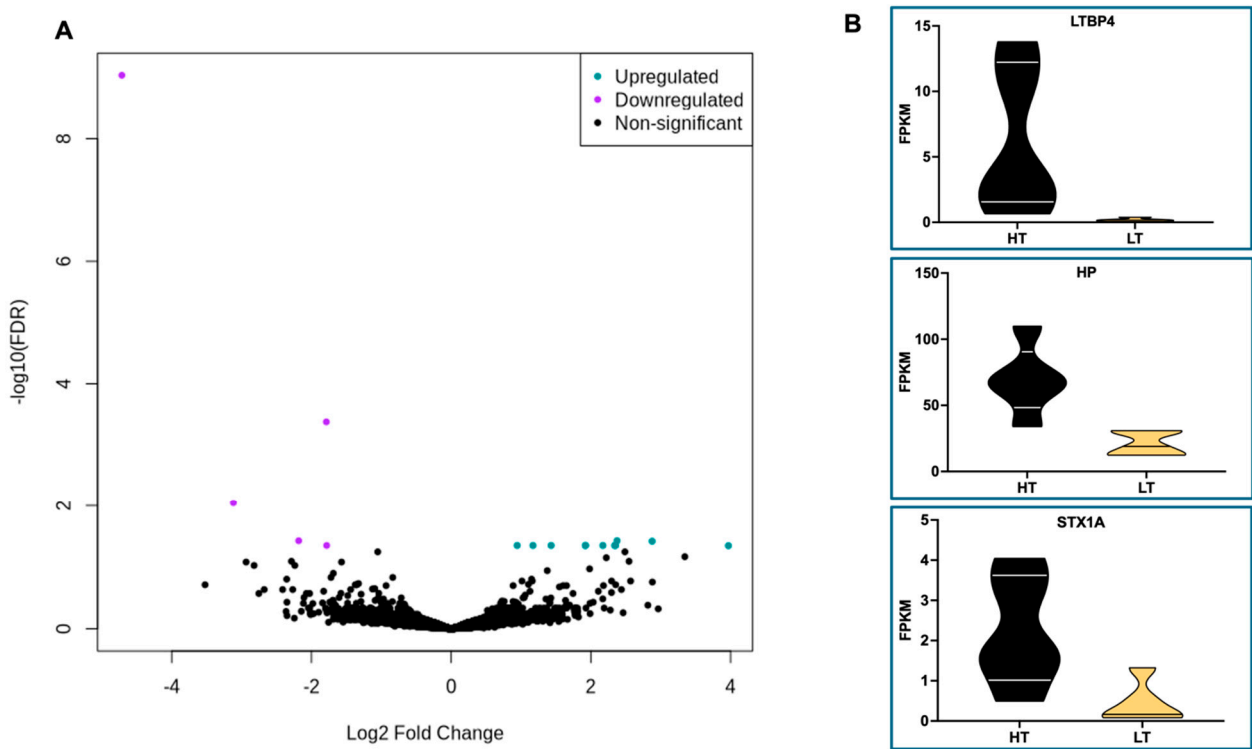 A
-log10(FDR)
8
6
4
2
0
-4
-2
0
2
4
Log2 Fold Change
Upregulated
Downregulated
Non-significant
B
LTBP4
FPKM
15
10
5
0
HT
LT
HP
FPKM
150
100
50
0
HT
LT
STX1A
FPKM
5
4
3
2
1
0
HT
LT